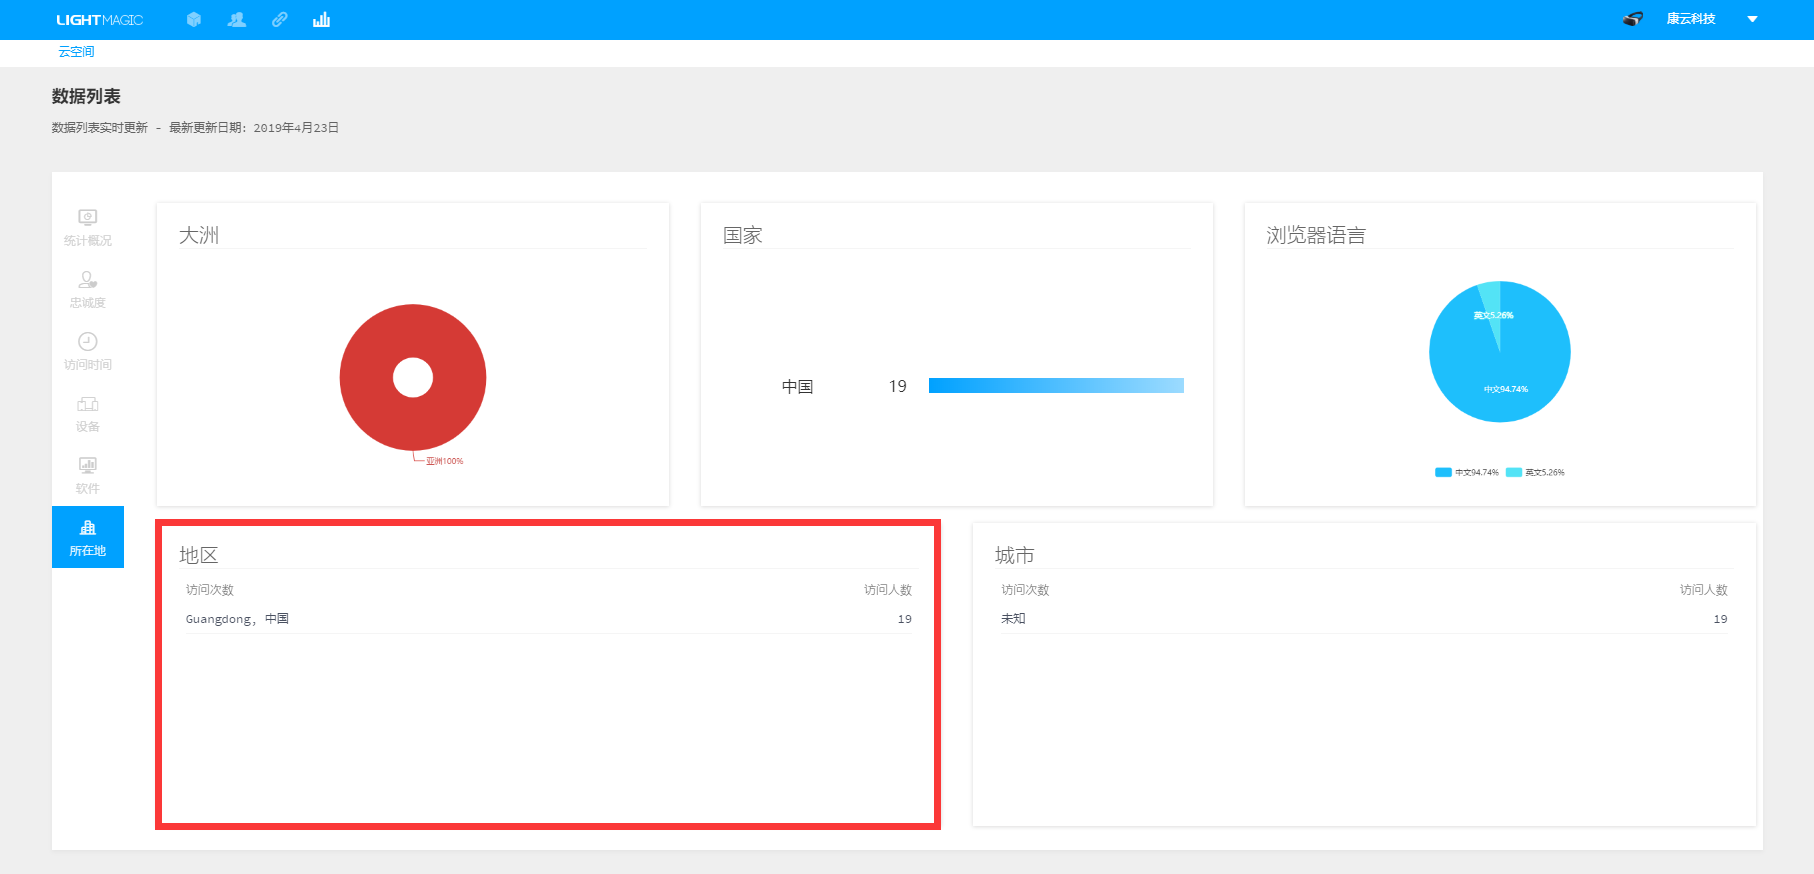 LIGHTMAGIC
康云科技
云空间
数据列表
数据列表实时更新 - 最新更新日期: 2019年4月23日
统计概况
忠诚度
访问时间
设备
软件
所在地
大洲
亚洲100%
国家
中国 19
浏览器语言
英文5.26%
中文94.74%
中文94.74% 英文5.26%
地区
访问次数 访问人数
Guangdong, 中国 19
城市
访问次数 访问人数
未知 19